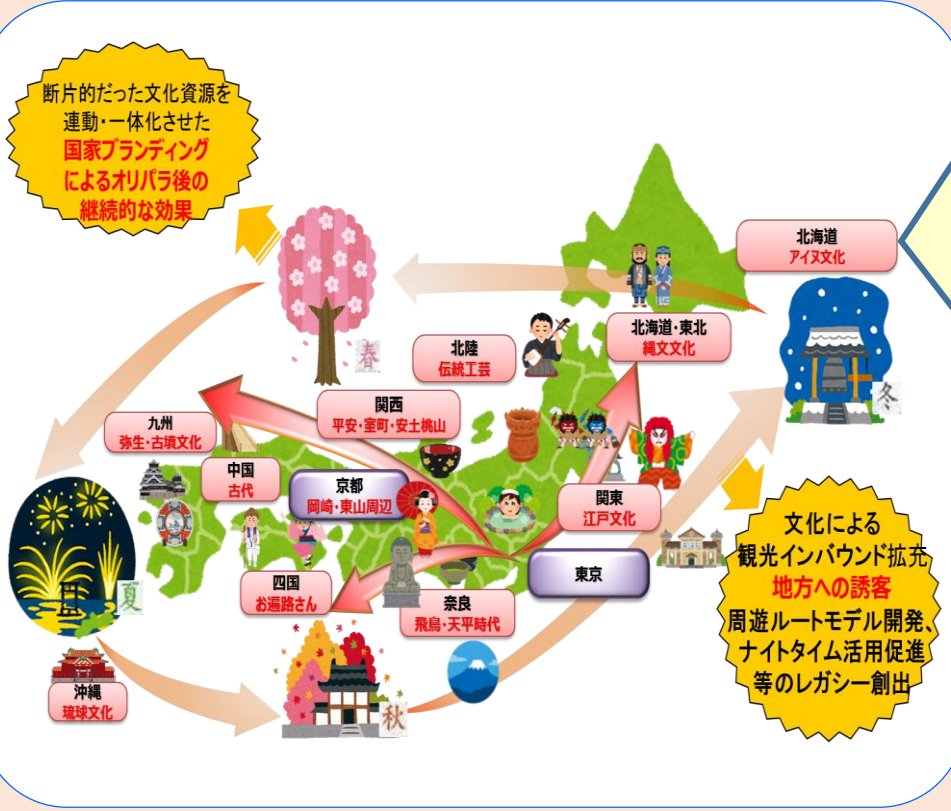 断片的だった文化資源を
連動・一体化させた
国家ブランディング
によるオリパラ後の
継続的な効果
北海道
アイヌ文化
北海道・東北
縄文文化
春
北陸
伝統工芸
冬
関西
平安・室町・安土桃山
九州
弥生・古墳文化
中国
古代
京都
岡崎・東山周辺
関東
江戸文化
東京
夏
四国
お遍路さん
奈良
飛鳥・天平時代
秋
沖縄
琉球文化
文化による
観光インバウンド拡充
地方への誘客
周遊ルートモデル開発、
ナイトタイム活用促進
等のレガシー創出